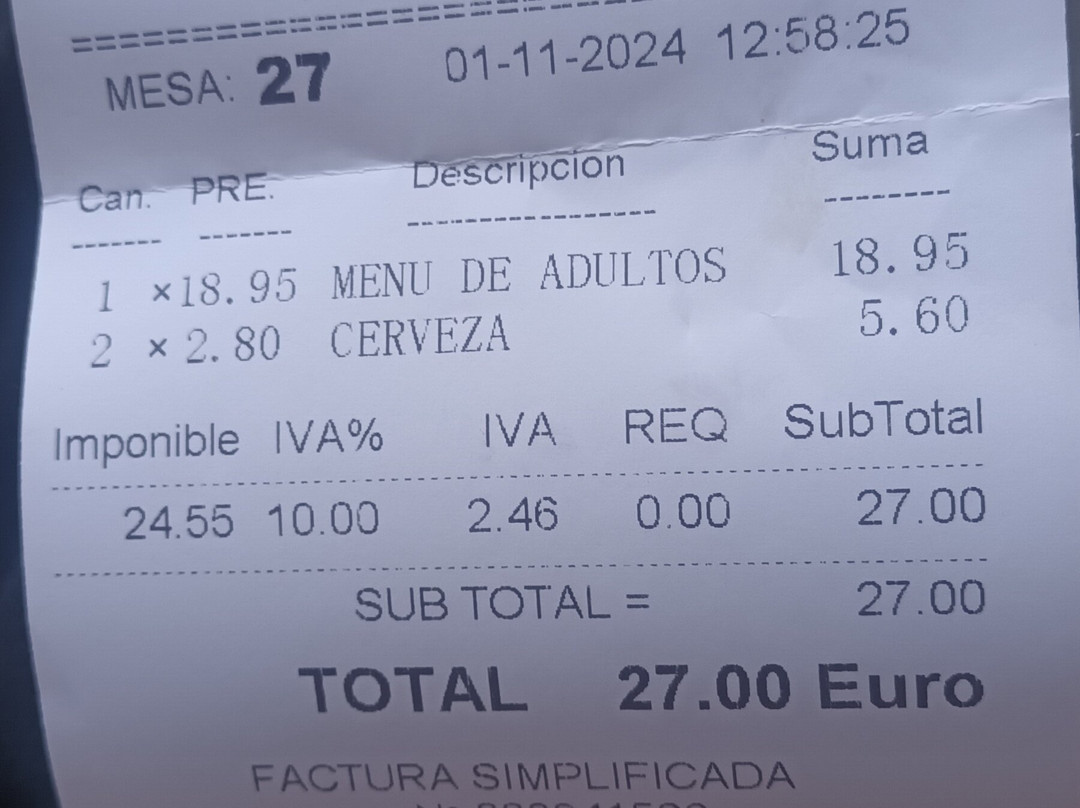 ==============================
MESA: 27 01-11-2024 12:58:25
Can. PRE. Descripcion Suma
------- ------- ------------------- --------
1 ×18.95 MENU DE ADULTOS 18.95
2 × 2.80 CERVEZA 5.60
Imponible IVA% IVA REQ SubTotal
24.55 10.00 2.46 0.00 27.00
SUB TOTAL = 27.00
TOTAL 27.00 Euro
FACTURA SIMPLIFICADA